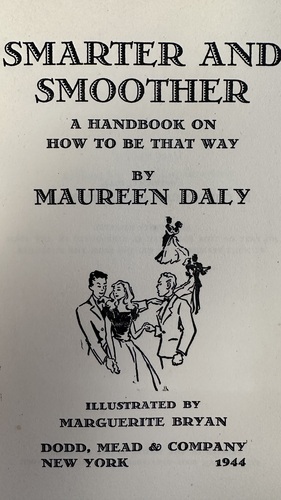 SMARTER AND
SMOOTHER
A HANDBOOK ON
HOW TO BE THAT WAY
BY
MAUREEN DALY
ILLUSTRATED BY
MARGUERITE BRYAN
DODD, MEAD & COMPANY
NEW YORK 1944